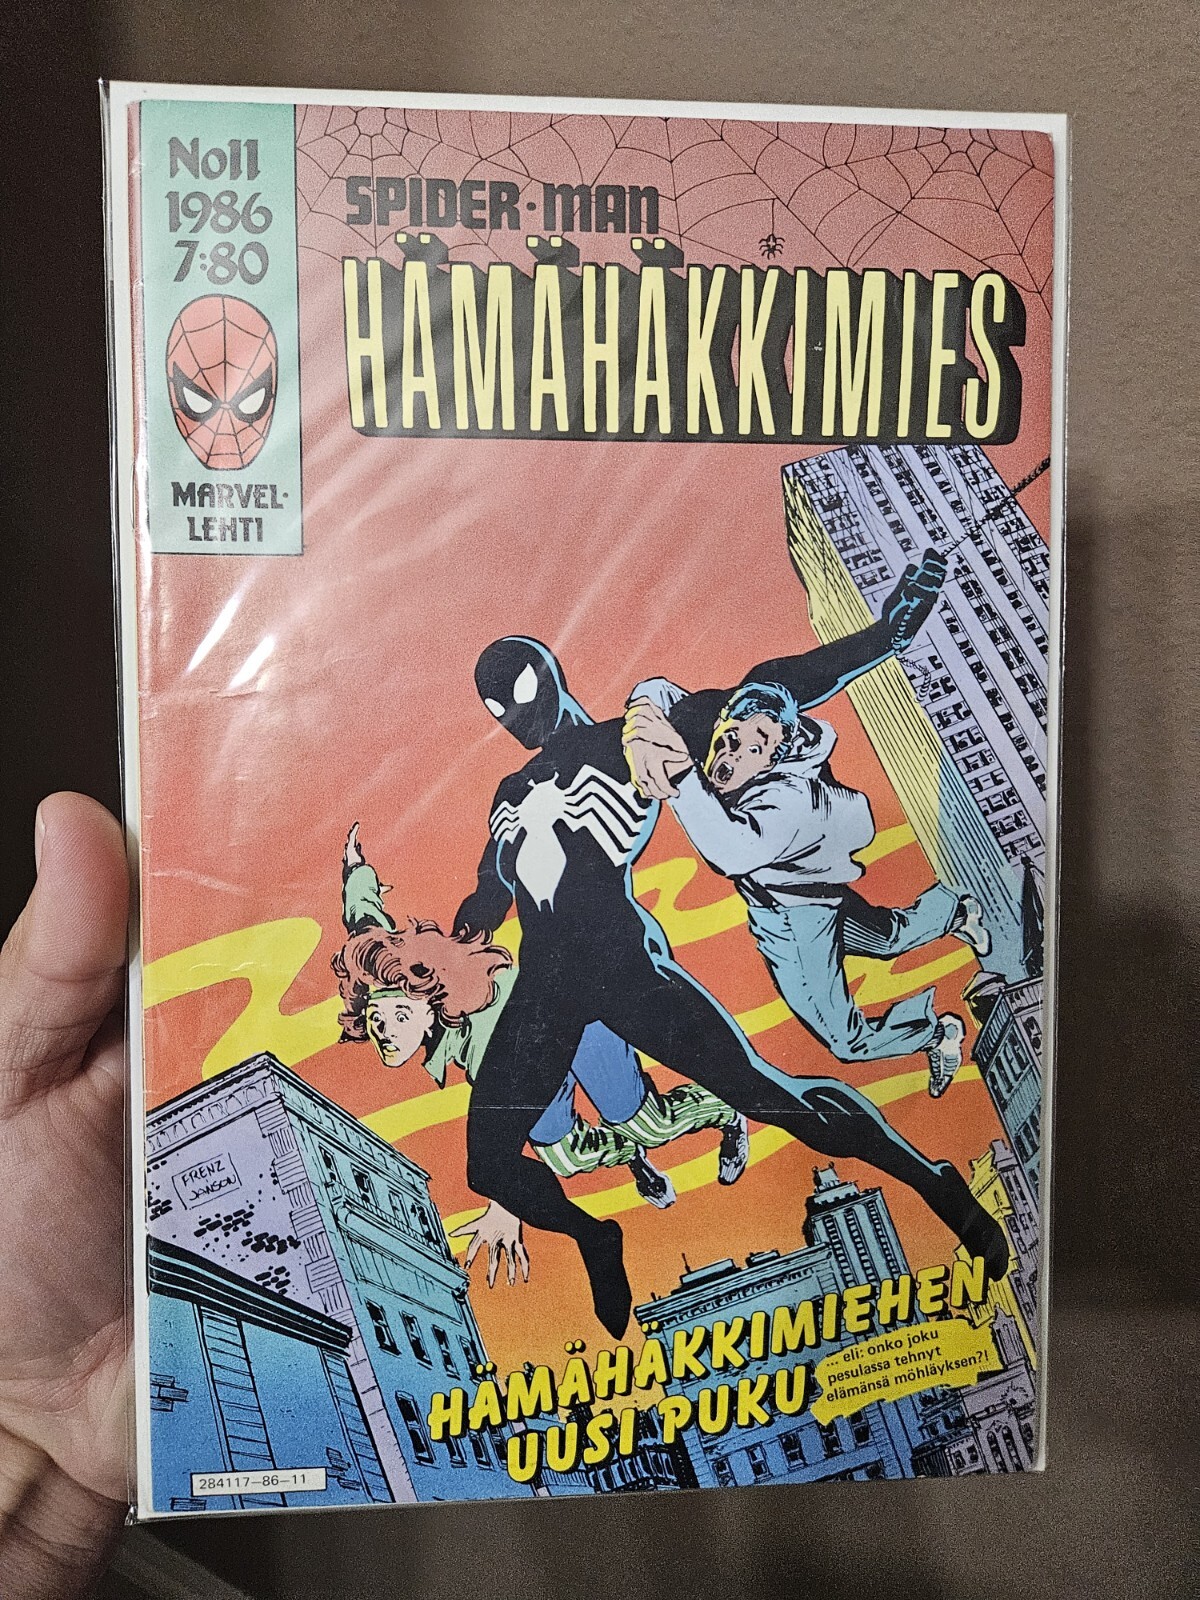 No11
1986
7:80
MARVEL-
LEHTI
SPIDER-MAN
HÄMÄHÄKKIMIES
FRENZ
JANSON
HÄMÄHÄKKIMIEHEN
UUSI PUKU
... eli: onko joku
pesulassa tehnyt
elämänsä möhläyksen?!
284117-86-11